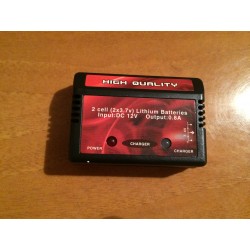 HIGH QUALITY
2 cell (2x3.7v) Lithium Batteries
Input:DC 12V Output:0.8A
POWER CHARGER CHARGER